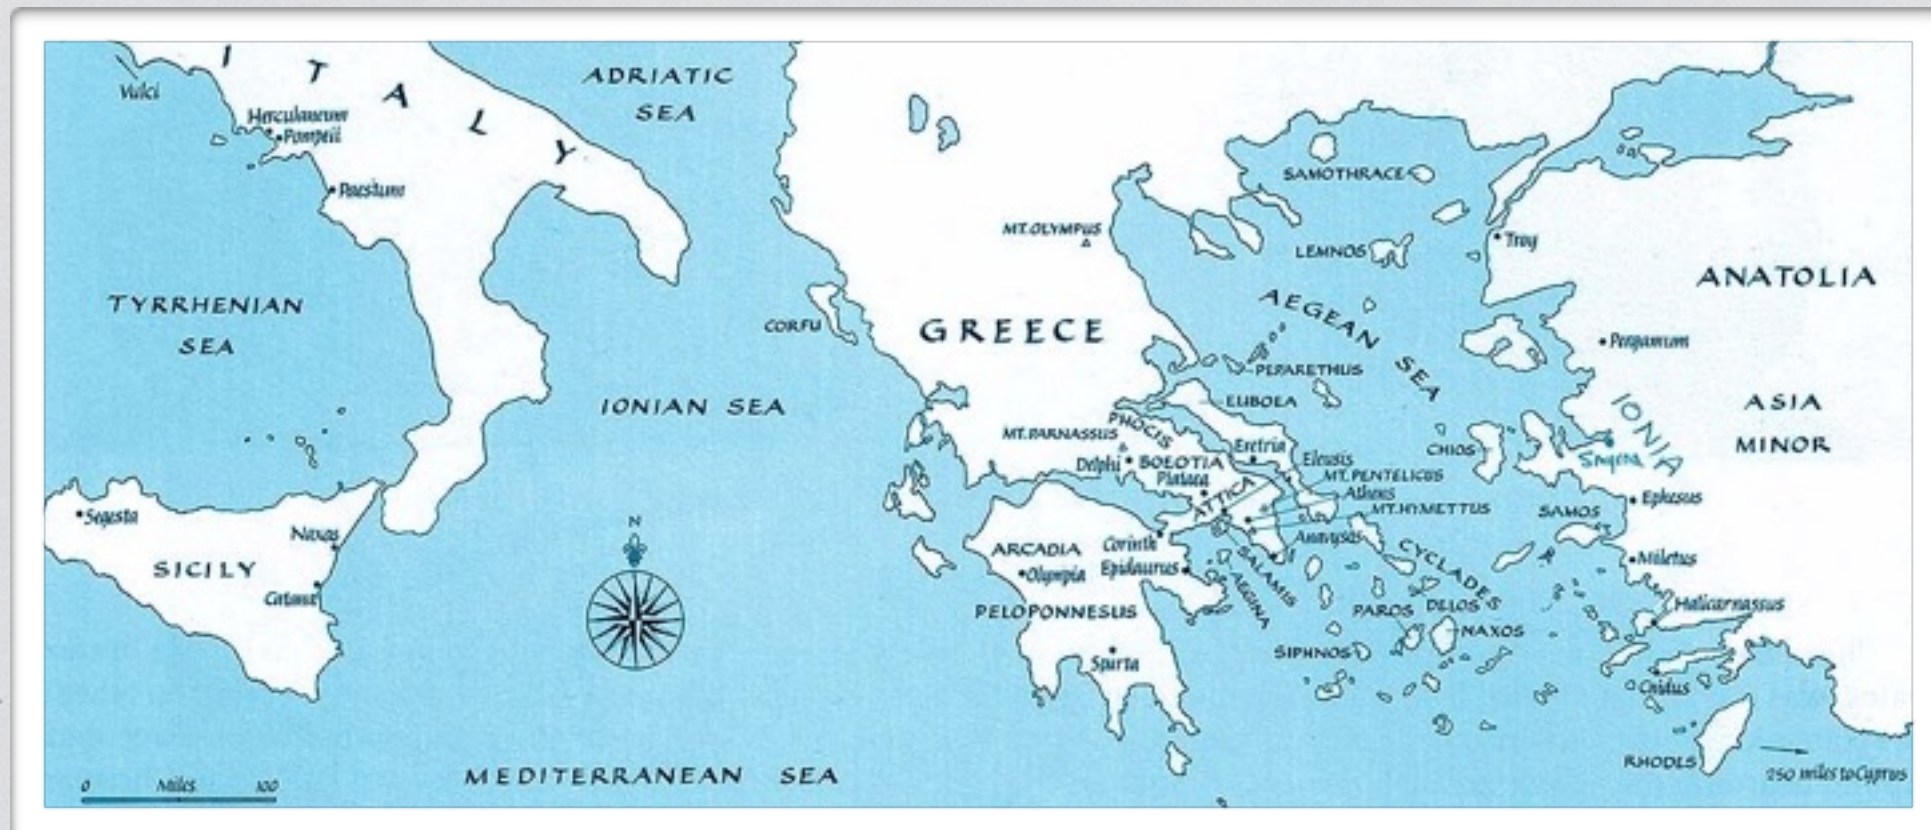 ITALY
ADRIATIC
SEA
Vulci
Herculaneum
Pompeii
Paestum
SAMOTHRACE
MT. OLYMPUS
LEMNOS
Troy
ANATOLIA
TYRRHENIAN
SEA
CORFU
GREECE
AEGEAN SEA
Pergamum
PEPARETHUS
IONIAN SEA
EUBOEA
IONIA
ASIA
MINOR
PHOCIS
MT. PARNASSUS
Eretria
CHIOS
Smyrna
Delphi
BOEOTIA
Eleusis
Plataea
MT. PENTELICUS
ATTICA
Athens
MT. HYMETTUS
Ephesus
SAMOS
Segesta
Naxos
N
SICILY
Catana
ARCADIA
Corinth
Anavysos
CYCLADES
Olympia
Epidaurus
SALAMIS
AEGINA
Miletus
PELOPONNESUS
PAROS
DELOS
Halicarnassus
NAXOS
SIPHNOS
Sparta
Cnidus
RHODES
250 miles to Cyprus
MEDITERRANEAN SEA
0 Miles 100